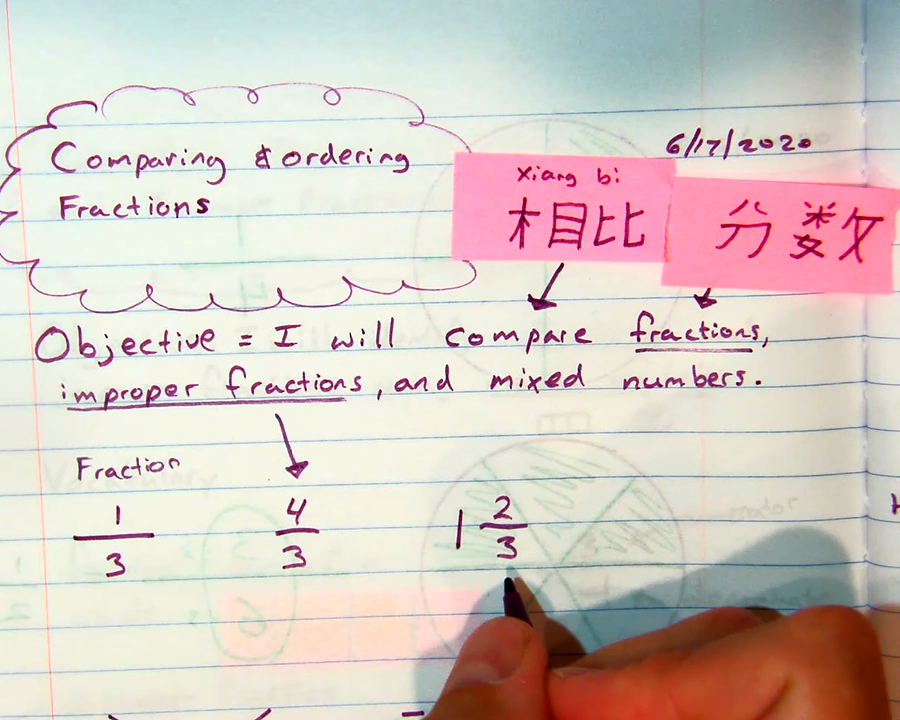 Comparing & ordering
Fractions
6/17/2020
xiang bi
相比
分数
Objective = I will compare fractions,
improper fractions, and mixed numbers.
Fraction
1/3 4/3 1 2/3